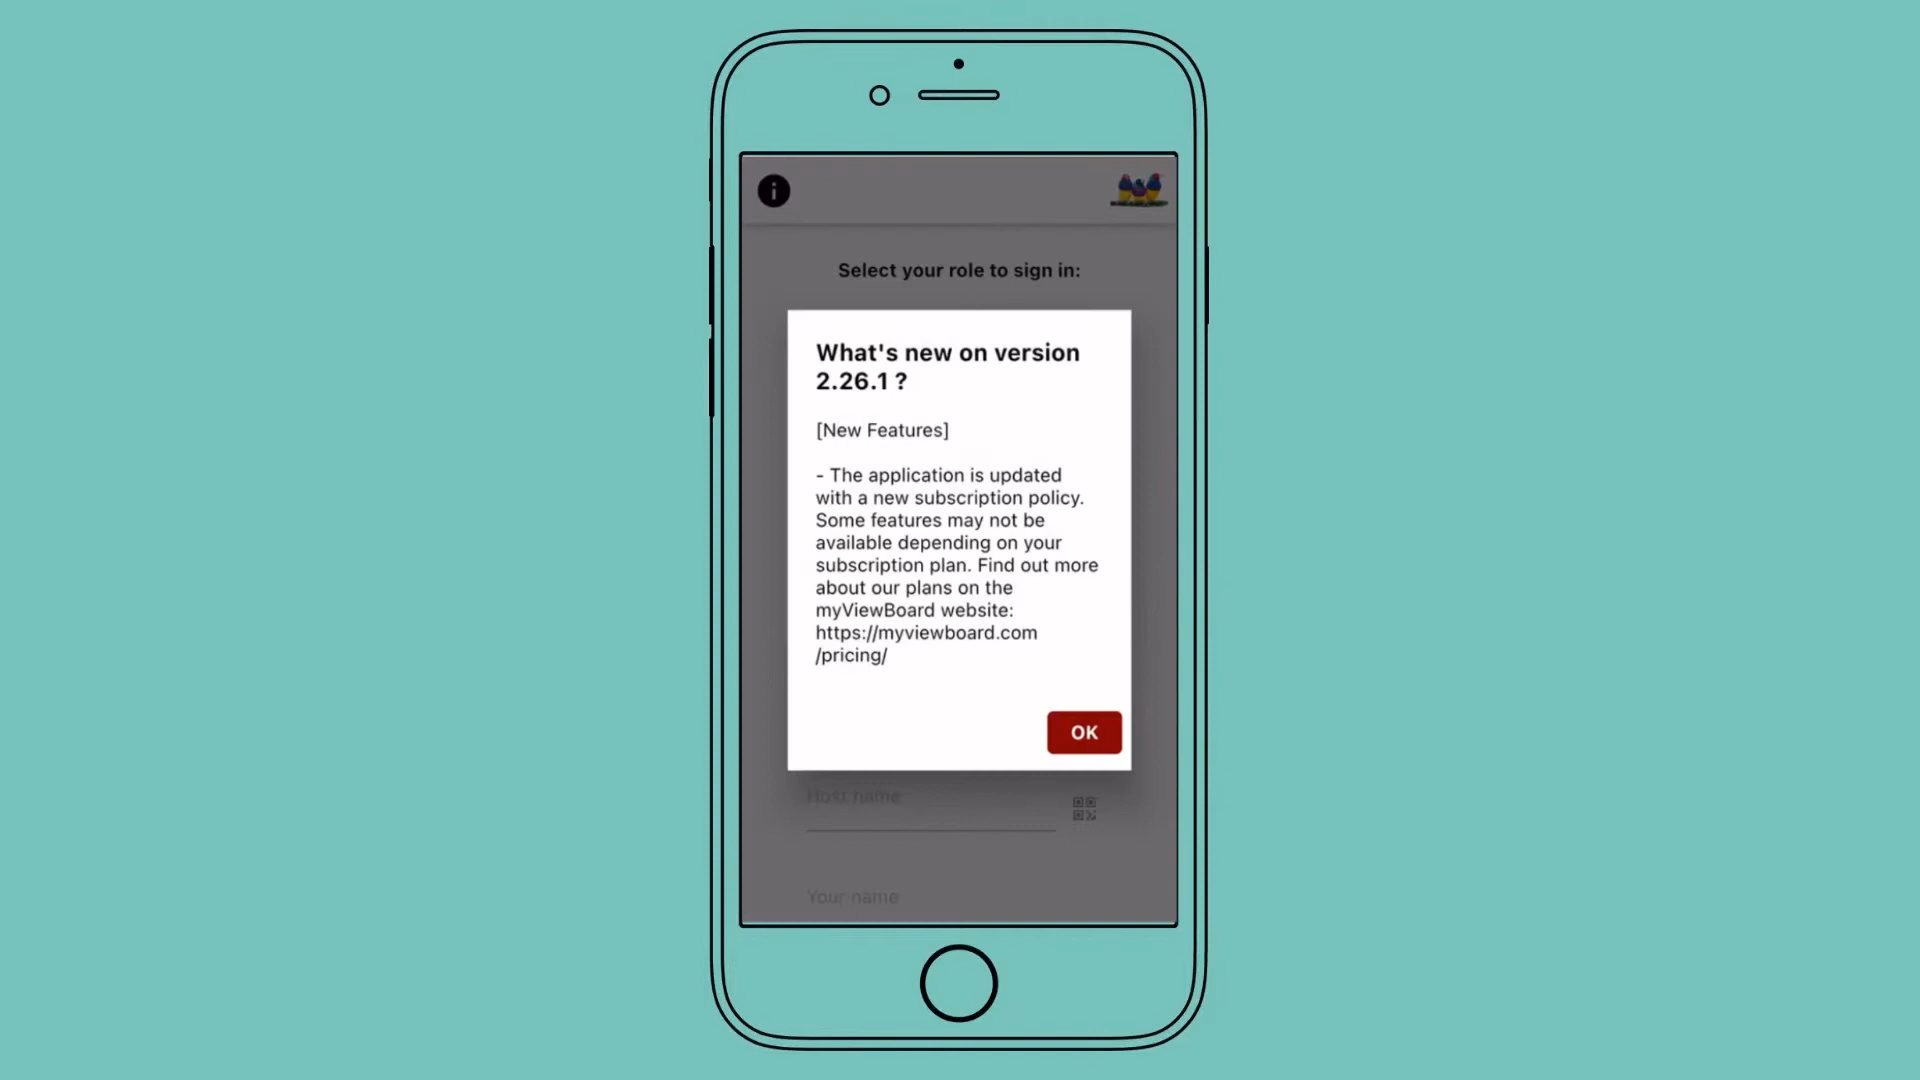 Select your role to sign in:
What's new on version
2.26.1 ?
[New Features]
- The application is updated
with a new subscription policy.
Some features may not be
available depending on your
subscription plan. Find out more
about our plans on the
myViewBoard website:
https://myviewboard.com
/pricing/
OK
Host name
Your name